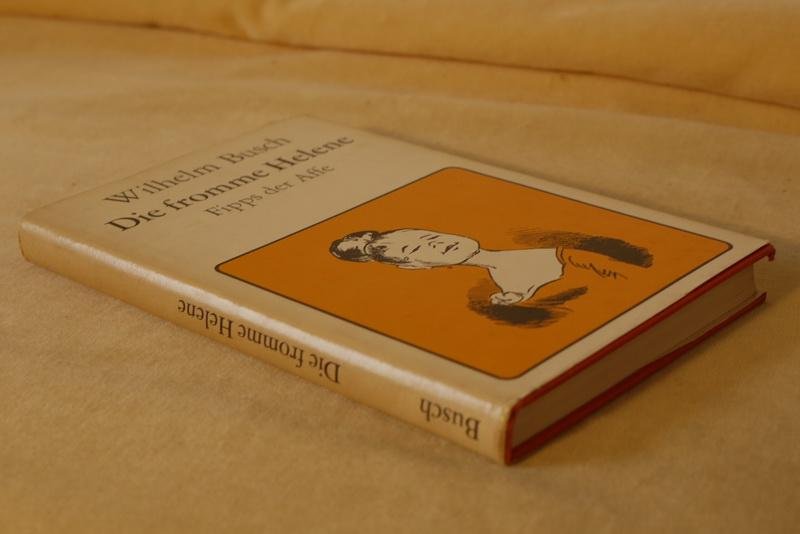 Wilhelm Busch
Die fromme Helene
Fipps der Affe
Busch
Die fromme Helene